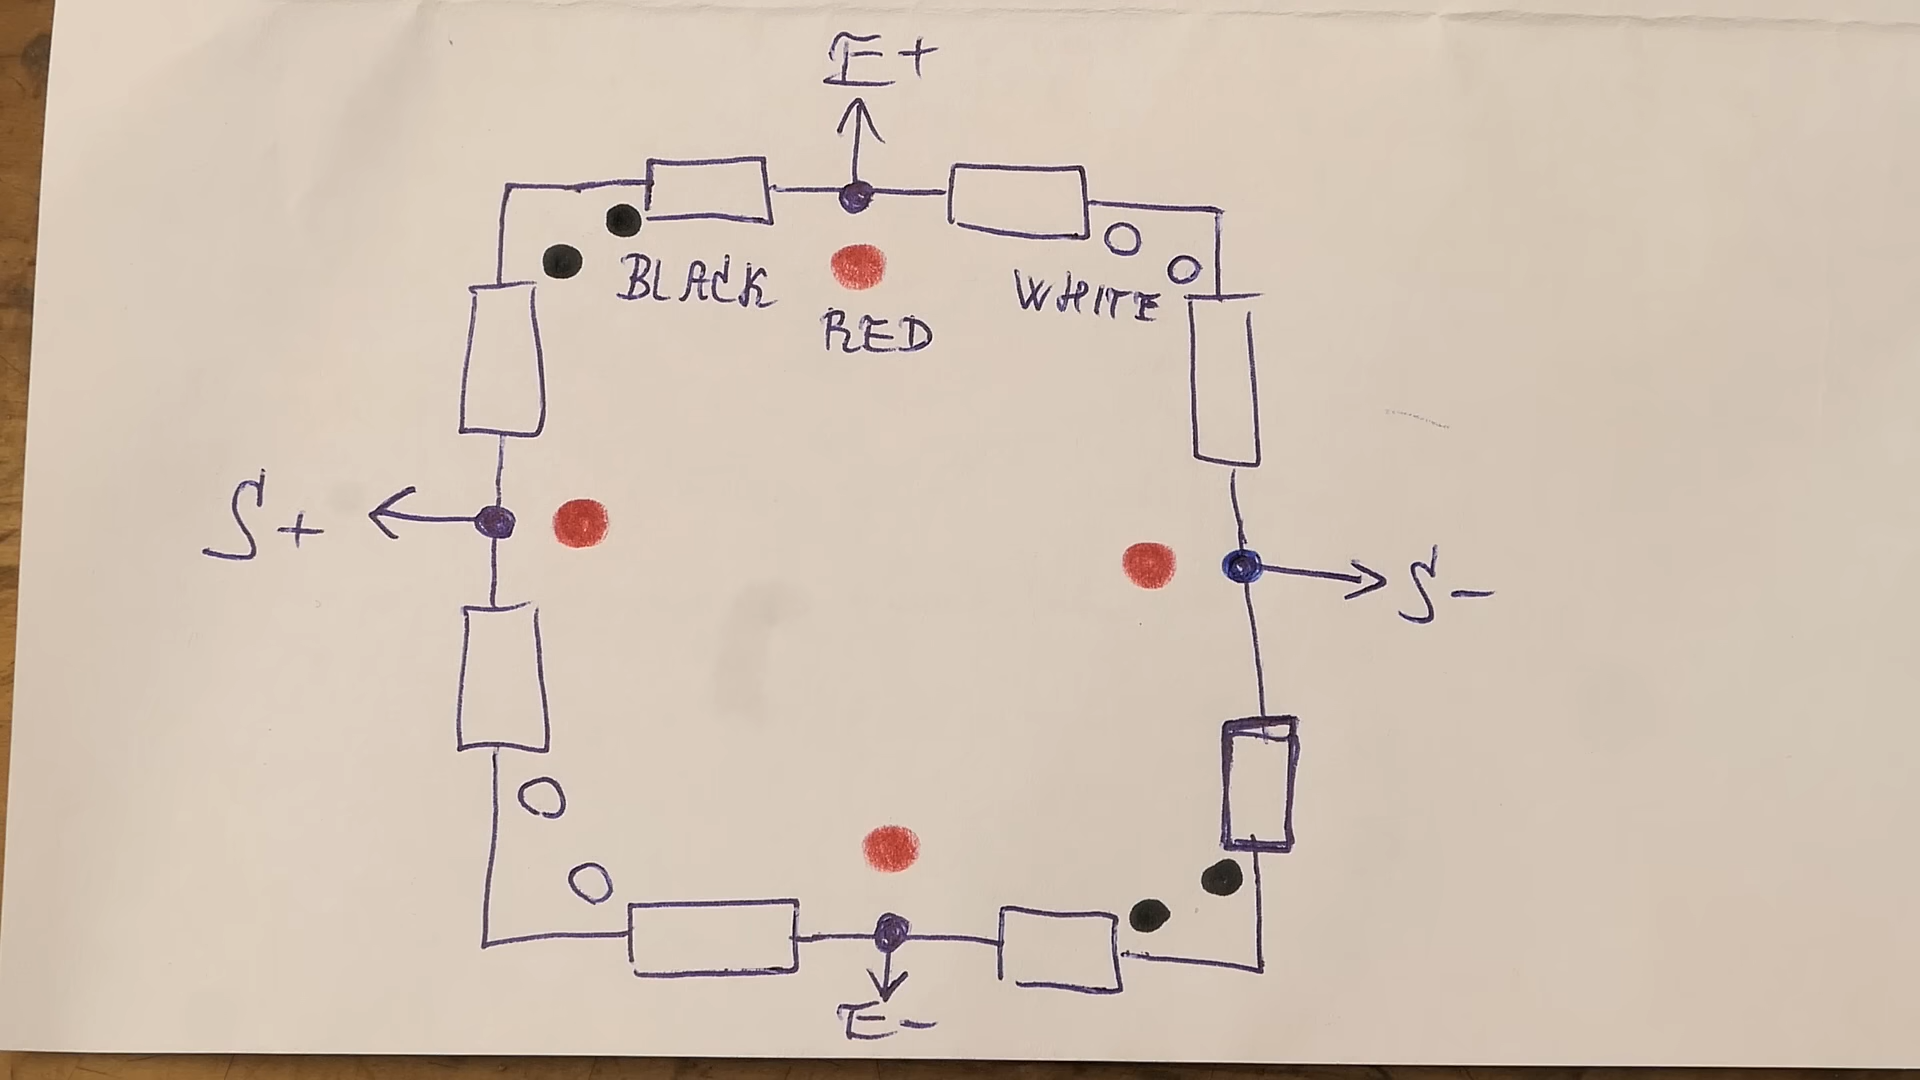 E+
BLACK
RED
WHITE
S+
S-
E-